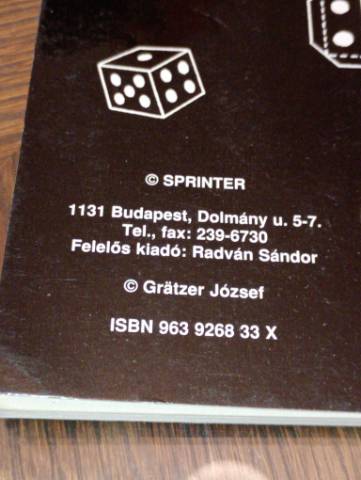 © SPRINTER
1131 Budapest, Dolmány u. 5-7.
Tel., fax: 239-6730
Felelős kiadó: Radván Sándor
© Grätzer József
ISBN 963 9268 33 X